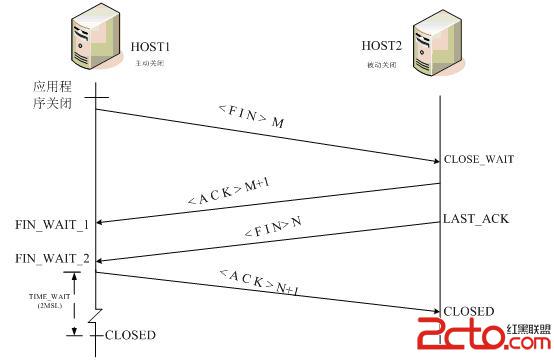 HOST1
主动关闭
HOST2
被动关闭
应用程
序关闭
<FIN> M
CLOSE_WAIT
<ACK> M+1
FIN_WAIT_1
<FIN> N
LAST_ACK
FIN_WAIT_2
<ACK> N+1
TIME_WAIT
(2MSL)
CLOSED
CLOSED
2cto.com
红黑联盟